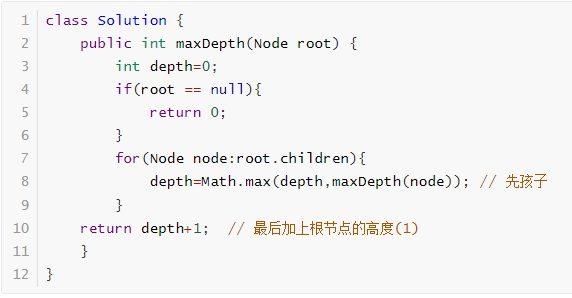 1 class Solution {
2     public int maxDepth(Node root) {
3         int depth=0;
4         if(root == null){
5             return 0;
6         }
7         for(Node node:root.children){
8             depth=Math.max(depth,maxDepth(node)); // 先孩子
9         }
10     return depth+1;  // 最后加上根节点的高度(1)
11     }
12 }